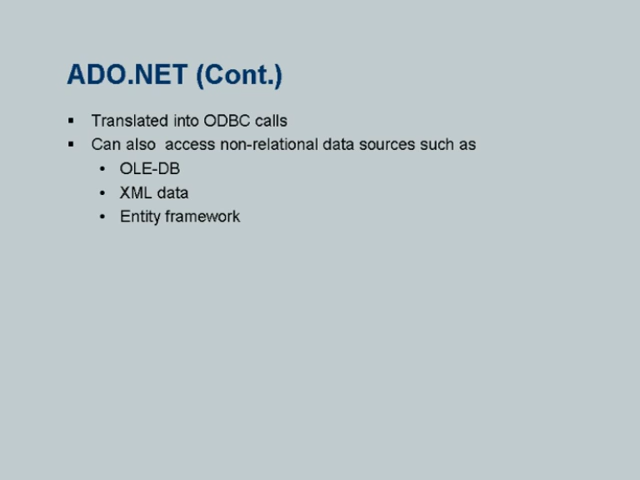 ADO.NET (Cont.)
▪ Translated into ODBC calls
▪ Can also  access non-relational data sources such as
• OLE-DB
• XML data
• Entity framework